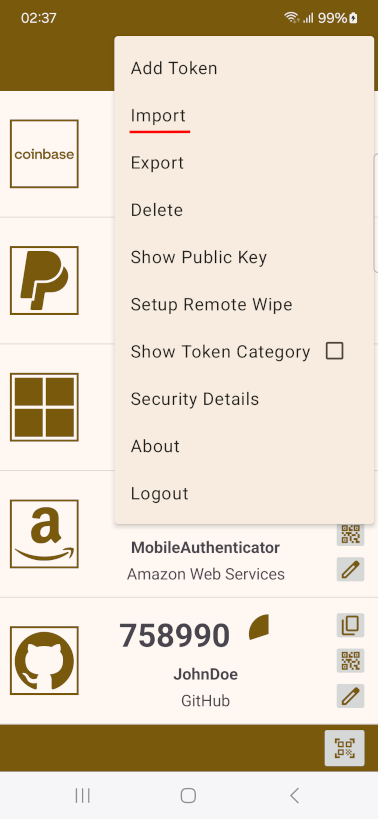 02:37 99%
Add Token
Import
coinbase
Export
Delete
Show Public Key
Setup Remote Wipe
Show Token Category
Security Details
About
Logout
a
MobileAuthenticator
Amazon Web Services
758990
JohnDoe
GitHub